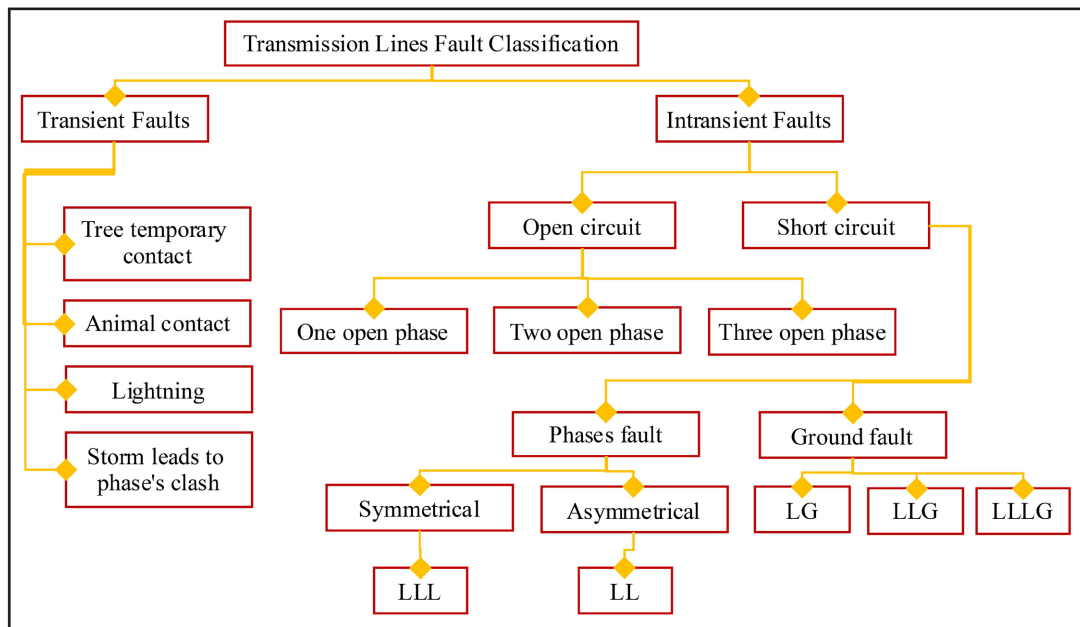 Transmission Lines Fault Classification
Transient Faults
Intransient Faults
Tree temporary
contact
Animal contact
Lightning
Storm leads to
phase's clash
Open circuit
Short circuit
One open phase
Two open phase
Three open phase
Phases fault
Ground fault
Symmetrical
Asymmetrical
LG
LLG
LLLG
LLL
LL